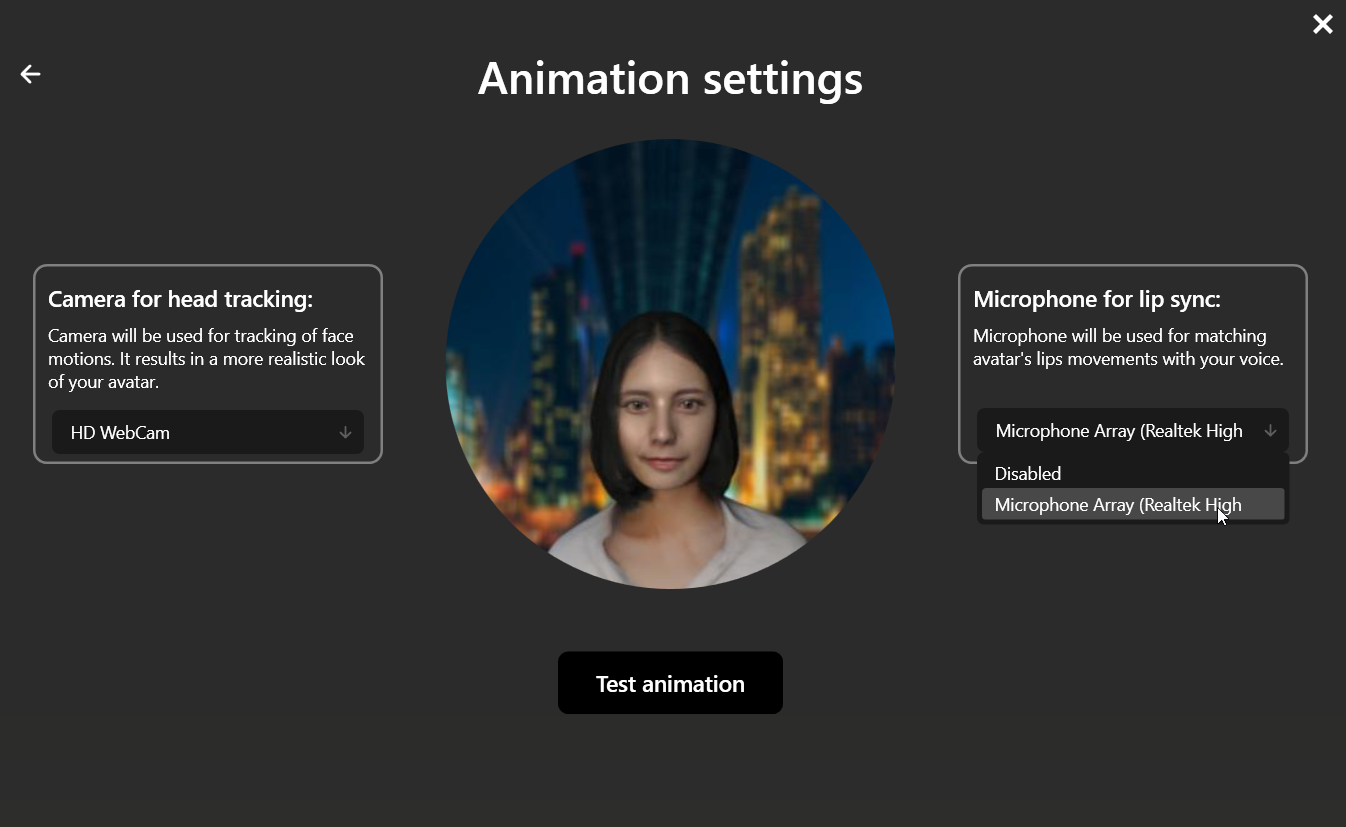 Animation settings
Camera for head tracking:
Camera will be used for tracking of face
motions. It results in a more realistic look
of your avatar.
HD WebCam
Microphone for lip sync:
Microphone will be used for matching
avatar's lips movements with your voice.
Microphone Array (Realtek High
Disabled
Microphone Array (Realtek High
Test animation